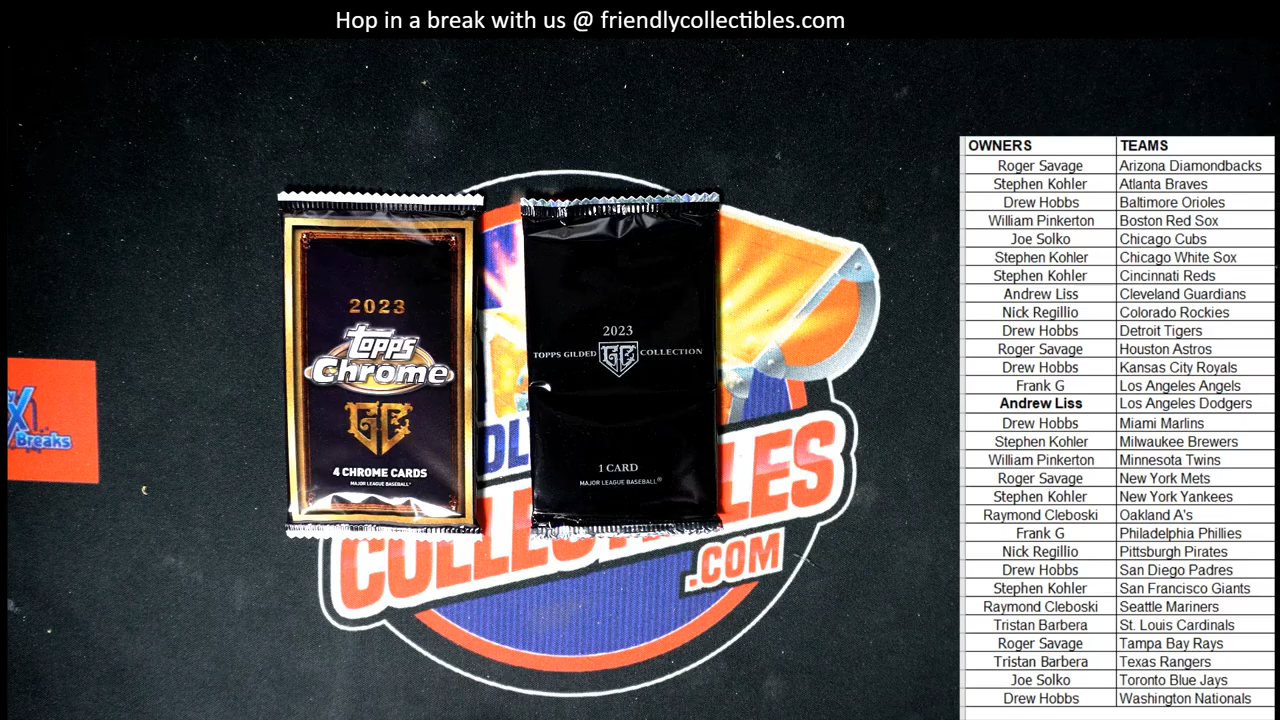 Hop in a break with us @ friendlycollectibles.com
2023
Topps
Chrome
GC
4 CHROME CARDS
MAJOR LEAGUE BASEBALL
2023
TOPPS GILDED GC COLLECTION
1 CARD
MAJOR LEAGUE BASEBALL®
X
Breaks
DLY
COLLECTIBLES
.COM
OWNERS TEAMS
Roger Savage Arizona Diamondbacks
Stephen Kohler Atlanta Braves
Drew Hobbs Baltimore Orioles
William Pinkerton Boston Red Sox
Joe Solko Chicago Cubs
Stephen Kohler Chicago White Sox
Stephen Kohler Cincinnati Reds
Andrew Liss Cleveland Guardians
Nick Regillio Colorado Rockies
Drew Hobbs Detroit Tigers
Roger Savage Houston Astros
Drew Hobbs Kansas City Royals
Frank G Los Angeles Angels
Andrew Liss Los Angeles Dodgers
Drew Hobbs Miami Marlins
Stephen Kohler Milwaukee Brewers
William Pinkerton Minnesota Twins
Roger Savage New York Mets
Stephen Kohler New York Yankees
Raymond Cleboski Oakland A's
Frank G Philadelphia Phillies
Nick Regillio Pittsburgh Pirates
Drew Hobbs San Diego Padres
Stephen Kohler San Francisco Giants
Raymond Cleboski Seattle Mariners
Tristan Barbera St. Louis Cardinals
Roger Savage Tampa Bay Rays
Tristan Barbera Texas Rangers
Joe Solko Toronto Blue Jays
Drew Hobbs Washington Nationals